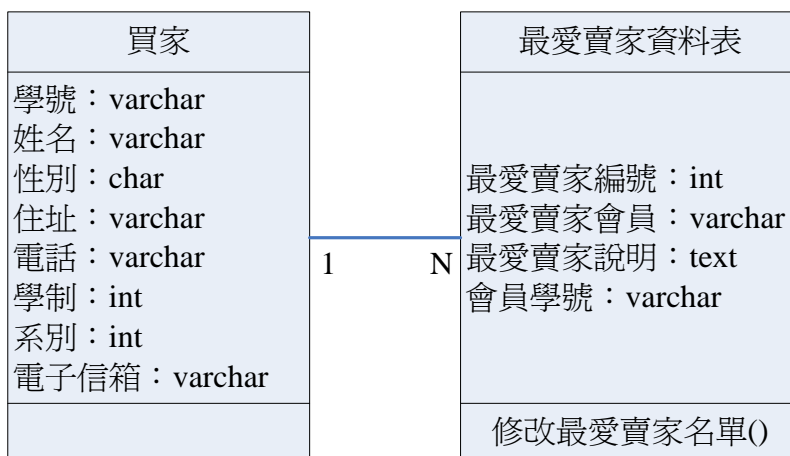 買家
學號：varchar
姓名：varchar
性別：char
住址：varchar
電話：varchar
學制：int
系別：int
電子信箱：varchar
1
N
最愛賣家資料表
最愛賣家編號：int
最愛賣家會員：varchar
最愛賣家說明：text
會員學號：varchar
修改最愛賣家名單()